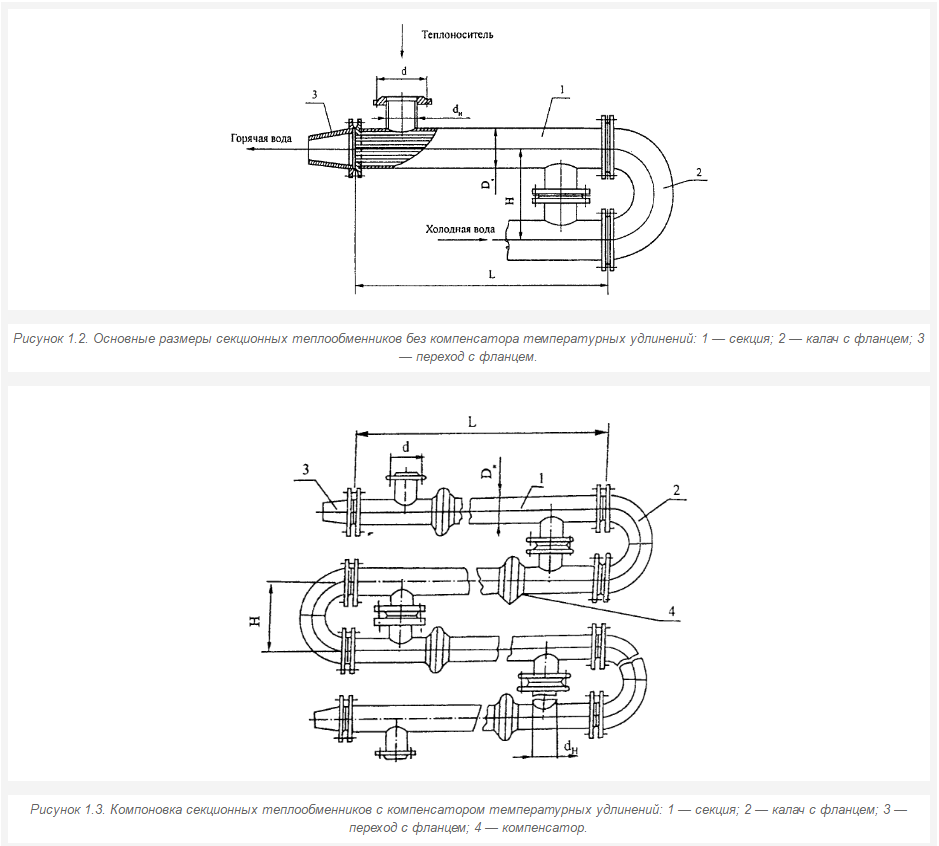 Теплоноситель
d
3
1
dн
Горячая вода
2
D
H
Холодная вода
L
Рисунок 1.2. Основные размеры секционных теплообменников без компенсатора температурных удлинений: 1 — секция; 2 — калач с фланцем; 3
— переход с фланцем.
L
d
Dн
3
1
2
H
4
dН
Рисунок 1.3. Компоновка секционных теплообменников с компенсатором температурных удлинений: 1 — секция; 2 — калач с фланцем; 3 —
переход с фланцем; 4 — компенсатор.